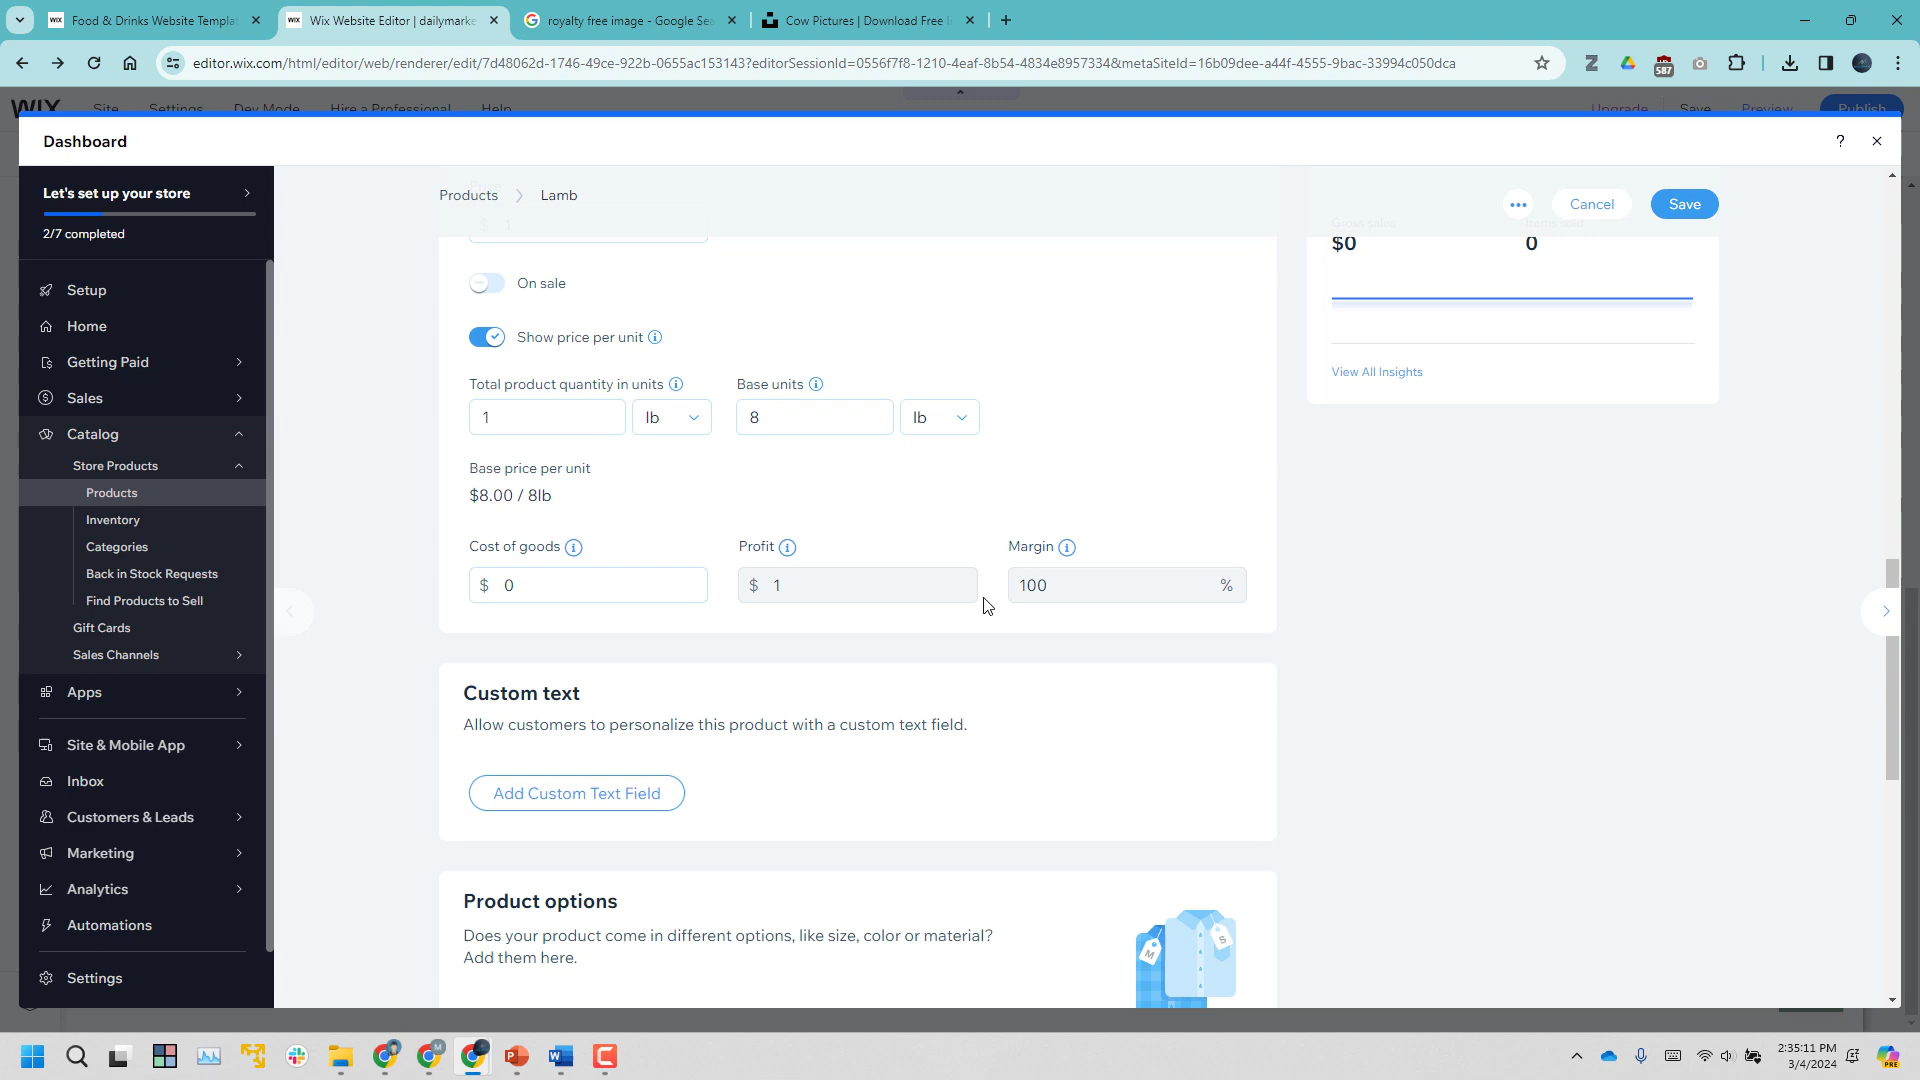 Food & Drinks Website Templat
Wix Website Editor | dailymarke
royalty free image - Google Sea
Cow Pictures | Download Free I
editor.wix.com/html/editor/web/renderer/edit/7d48062d-1746-49ce-922b-0655ac153143?editorSessionId=0556f7f8-1210-4eaf-8b54-4834e8957334&metaSiteId=16b09dee-a44f-4555-9bac-33994c050dca
587
WIX Site Settings Dev Mode Hire a Professional Help Upgrade Save Preview Publish
Dashboard
?
Let's set up your store
2/7 completed
Setup
Home
Getting Paid
Sales
Catalog
Store Products
Products
Inventory
Categories
Back in Stock Requests
Find Products to Sell
Gift Cards
Sales Channels
Apps
Site & Mobile App
Inbox
Customers & Leads
Marketing
Analytics
Automations
Settings
Products > Lamb
Cancel
Save
$ 1
Gross sales
$0
0
View All Insights
On sale
Show price per unit
Total product quantity in units
Base units
1 lb
8 lb
Base price per unit
$8.00 / 8lb
Cost of goods
Profit
Margin
$ 0
$ 1
100 %
Custom text
Allow customers to personalize this product with a custom text field.
Add Custom Text Field
Product options
Does your product come in different options, like size, color or material?
Add them here.
M
S
2:35:11 PM
3/4/2024
PRE